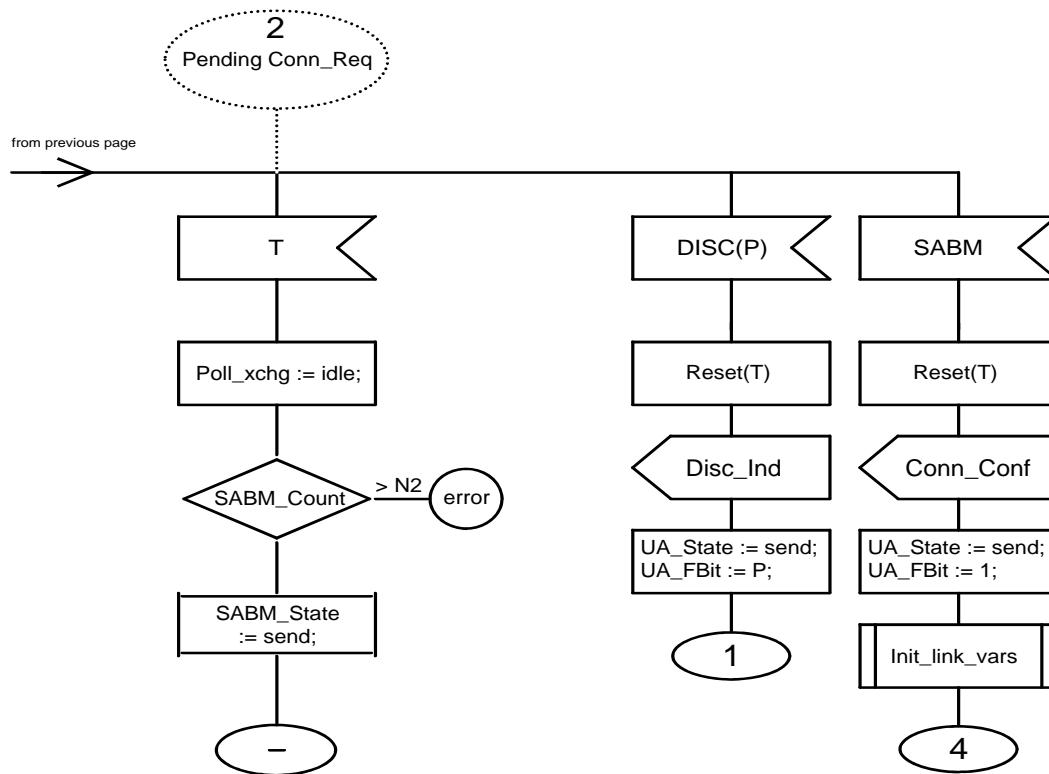 2
Pending Conn_Req
from previous page
T
DISC(P)
SABM
Poll_xchg := idle;
Reset(T)
Reset(T)
SABM_Count
> N2
error
Disc_Ind
Conn_Conf
UA_State := send;
UA_FBit := P;
UA_State := send;
UA_FBit := 1;
SABM_State
:= send;
1
Init_link_vars
–
4